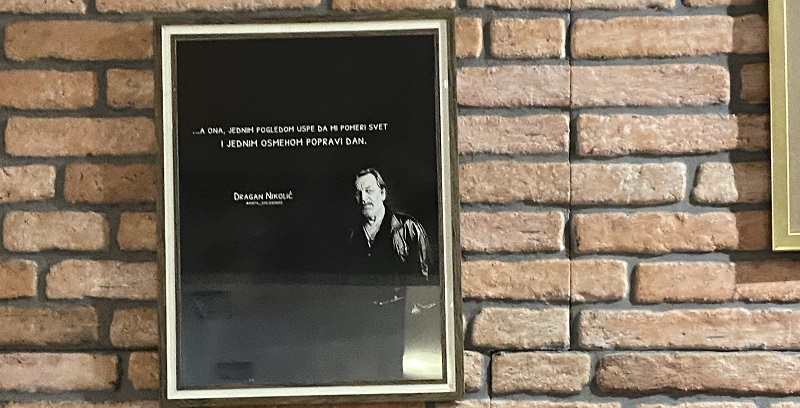 ...A ONA, JEDNIM POGLEDOM USPE DA MI POMERI SVET
I JEDNIM OSMEHOM POPRAVI DAN.
DRAGAN NIKOLIĆ